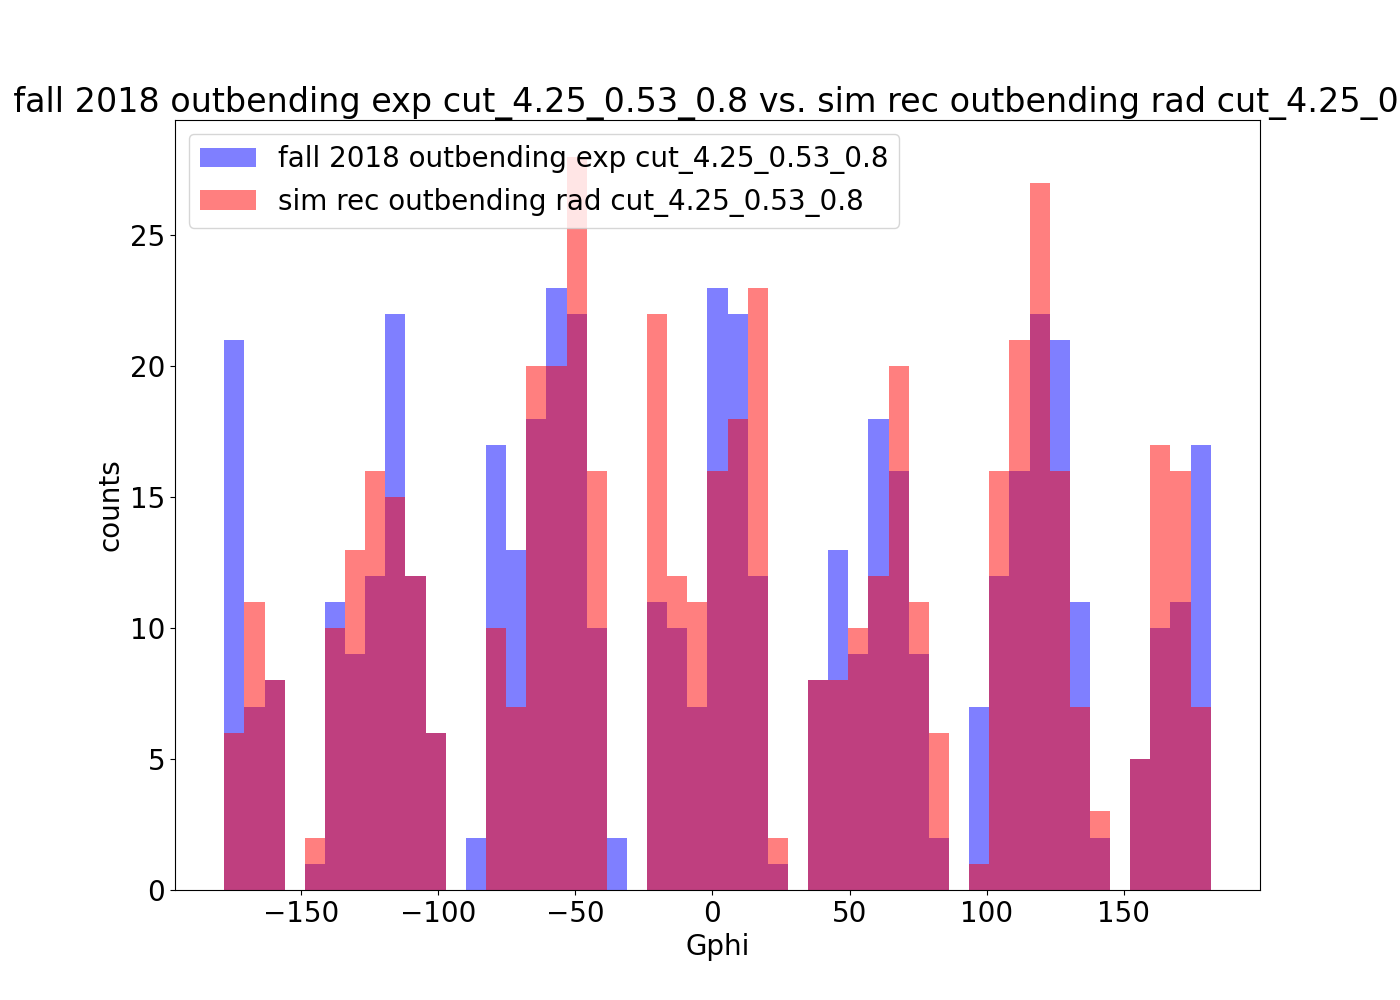 fall 2018 outbending exp cut_4.25_0.53_0.8 vs. sim rec outbending rad cut_4.25_0
fall 2018 outbending exp cut_4.25_0.53_0.8
sim rec outbending rad cut_4.25_0.53_0.8
25
20
15
10
5
0
counts
−150 −100 −50 0 50 100 150
Gphi